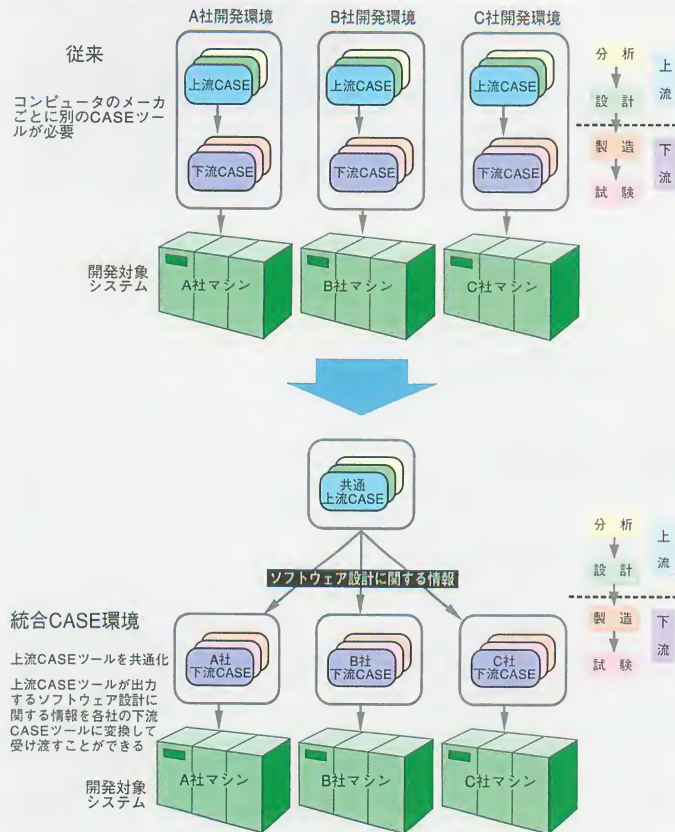 A社開発環境
B社開発環境
C社開発環境
従来
コンピュータのメーカ
ごとに別のCASEツー
ルが必要
上流CASE
下流CASE
上流CASE
下流CASE
上流CASE
下流CASE
分析
設計
製造
試験
上流
下流
開発対象
システム
A社マシン
B社マシン
C社マシン
共通
上流CASE
ソフトウェア設計に関する情報
統合CASE環境
上流CASEツールを共通化
上流CASEツールが出力
するソフトウェア設計に
関する情報を各社の下流
CASEツールに変換して
受け渡すことができる
A社
下流CASE
B社
下流CASE
C社
下流CASE
分析
設計
製造
試験
上流
下流
開発対象
システム
A社マシン
B社マシン
C社マシン